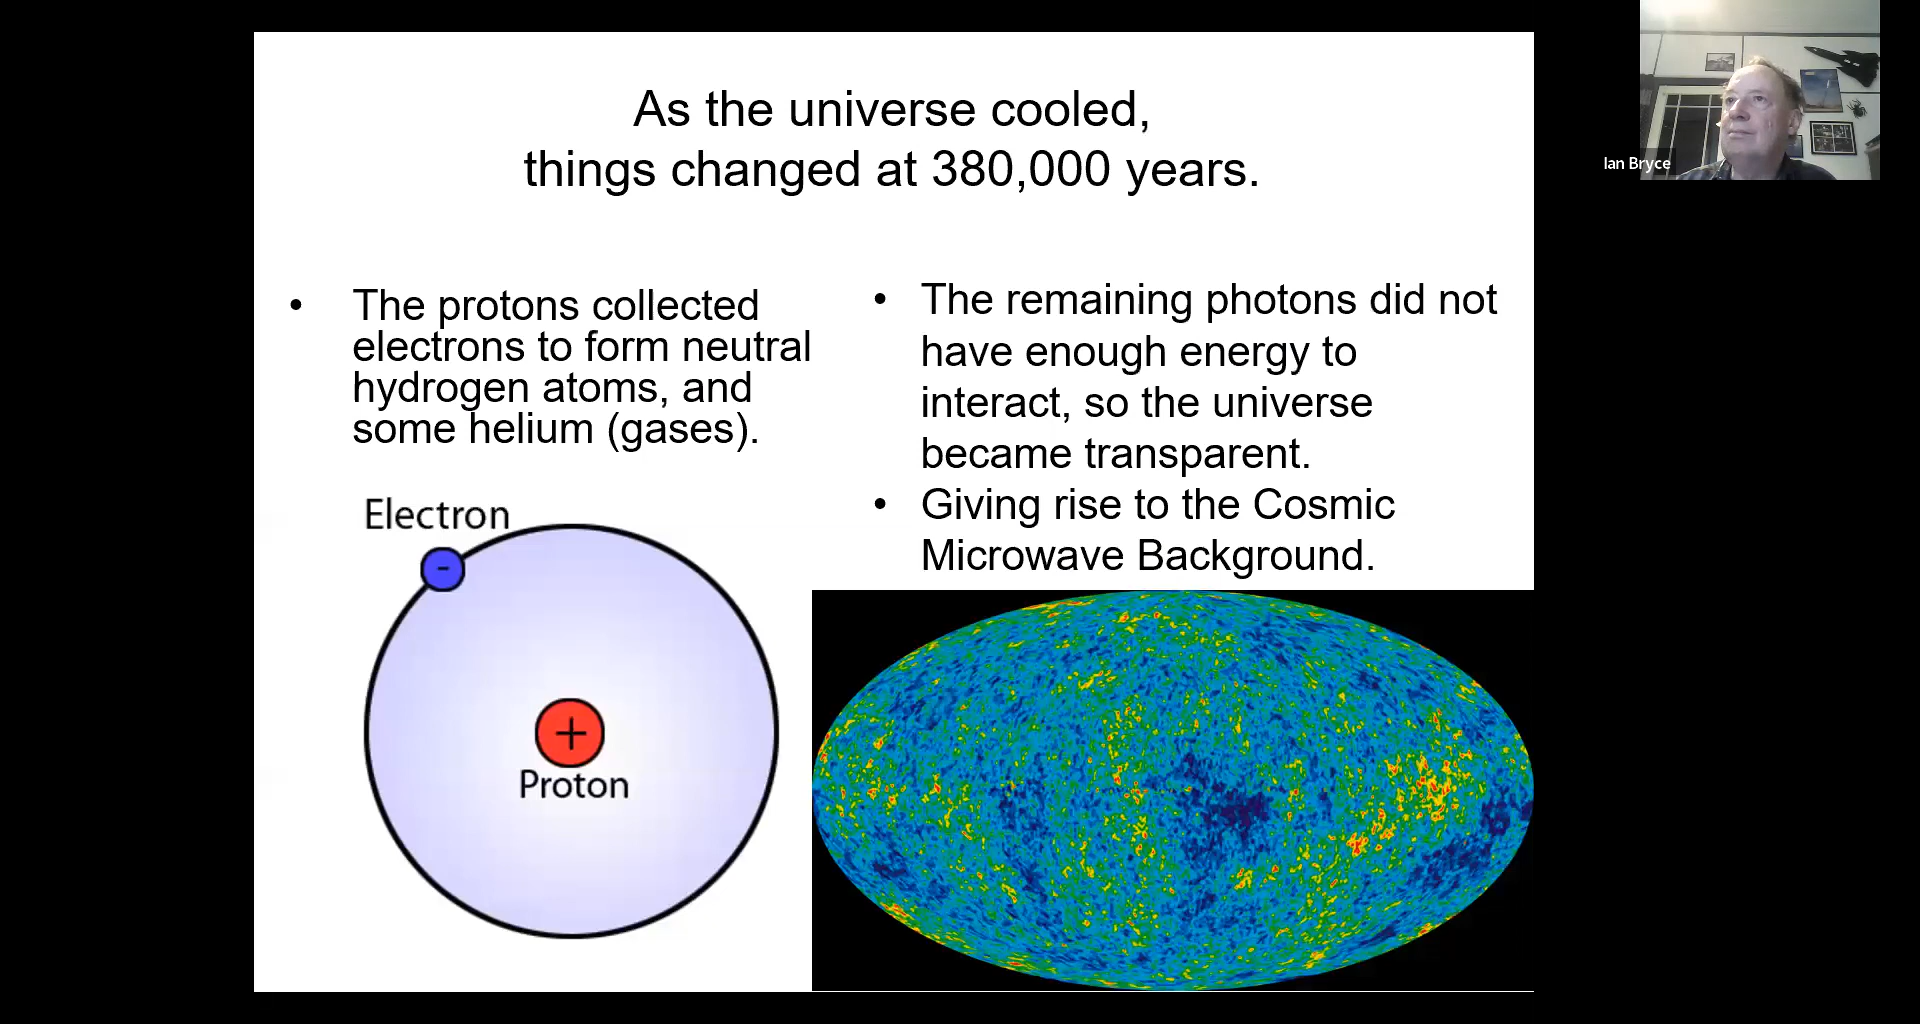 As the universe cooled,
things changed at 380,000 years.
• The protons collected
electrons to form neutral
hydrogen atoms, and
some helium (gases).
• The remaining photons did not
have enough energy to
interact, so the universe
became transparent.
• Giving rise to the Cosmic
Microwave Background.
Electron
-
+
Proton
Ian Bryce